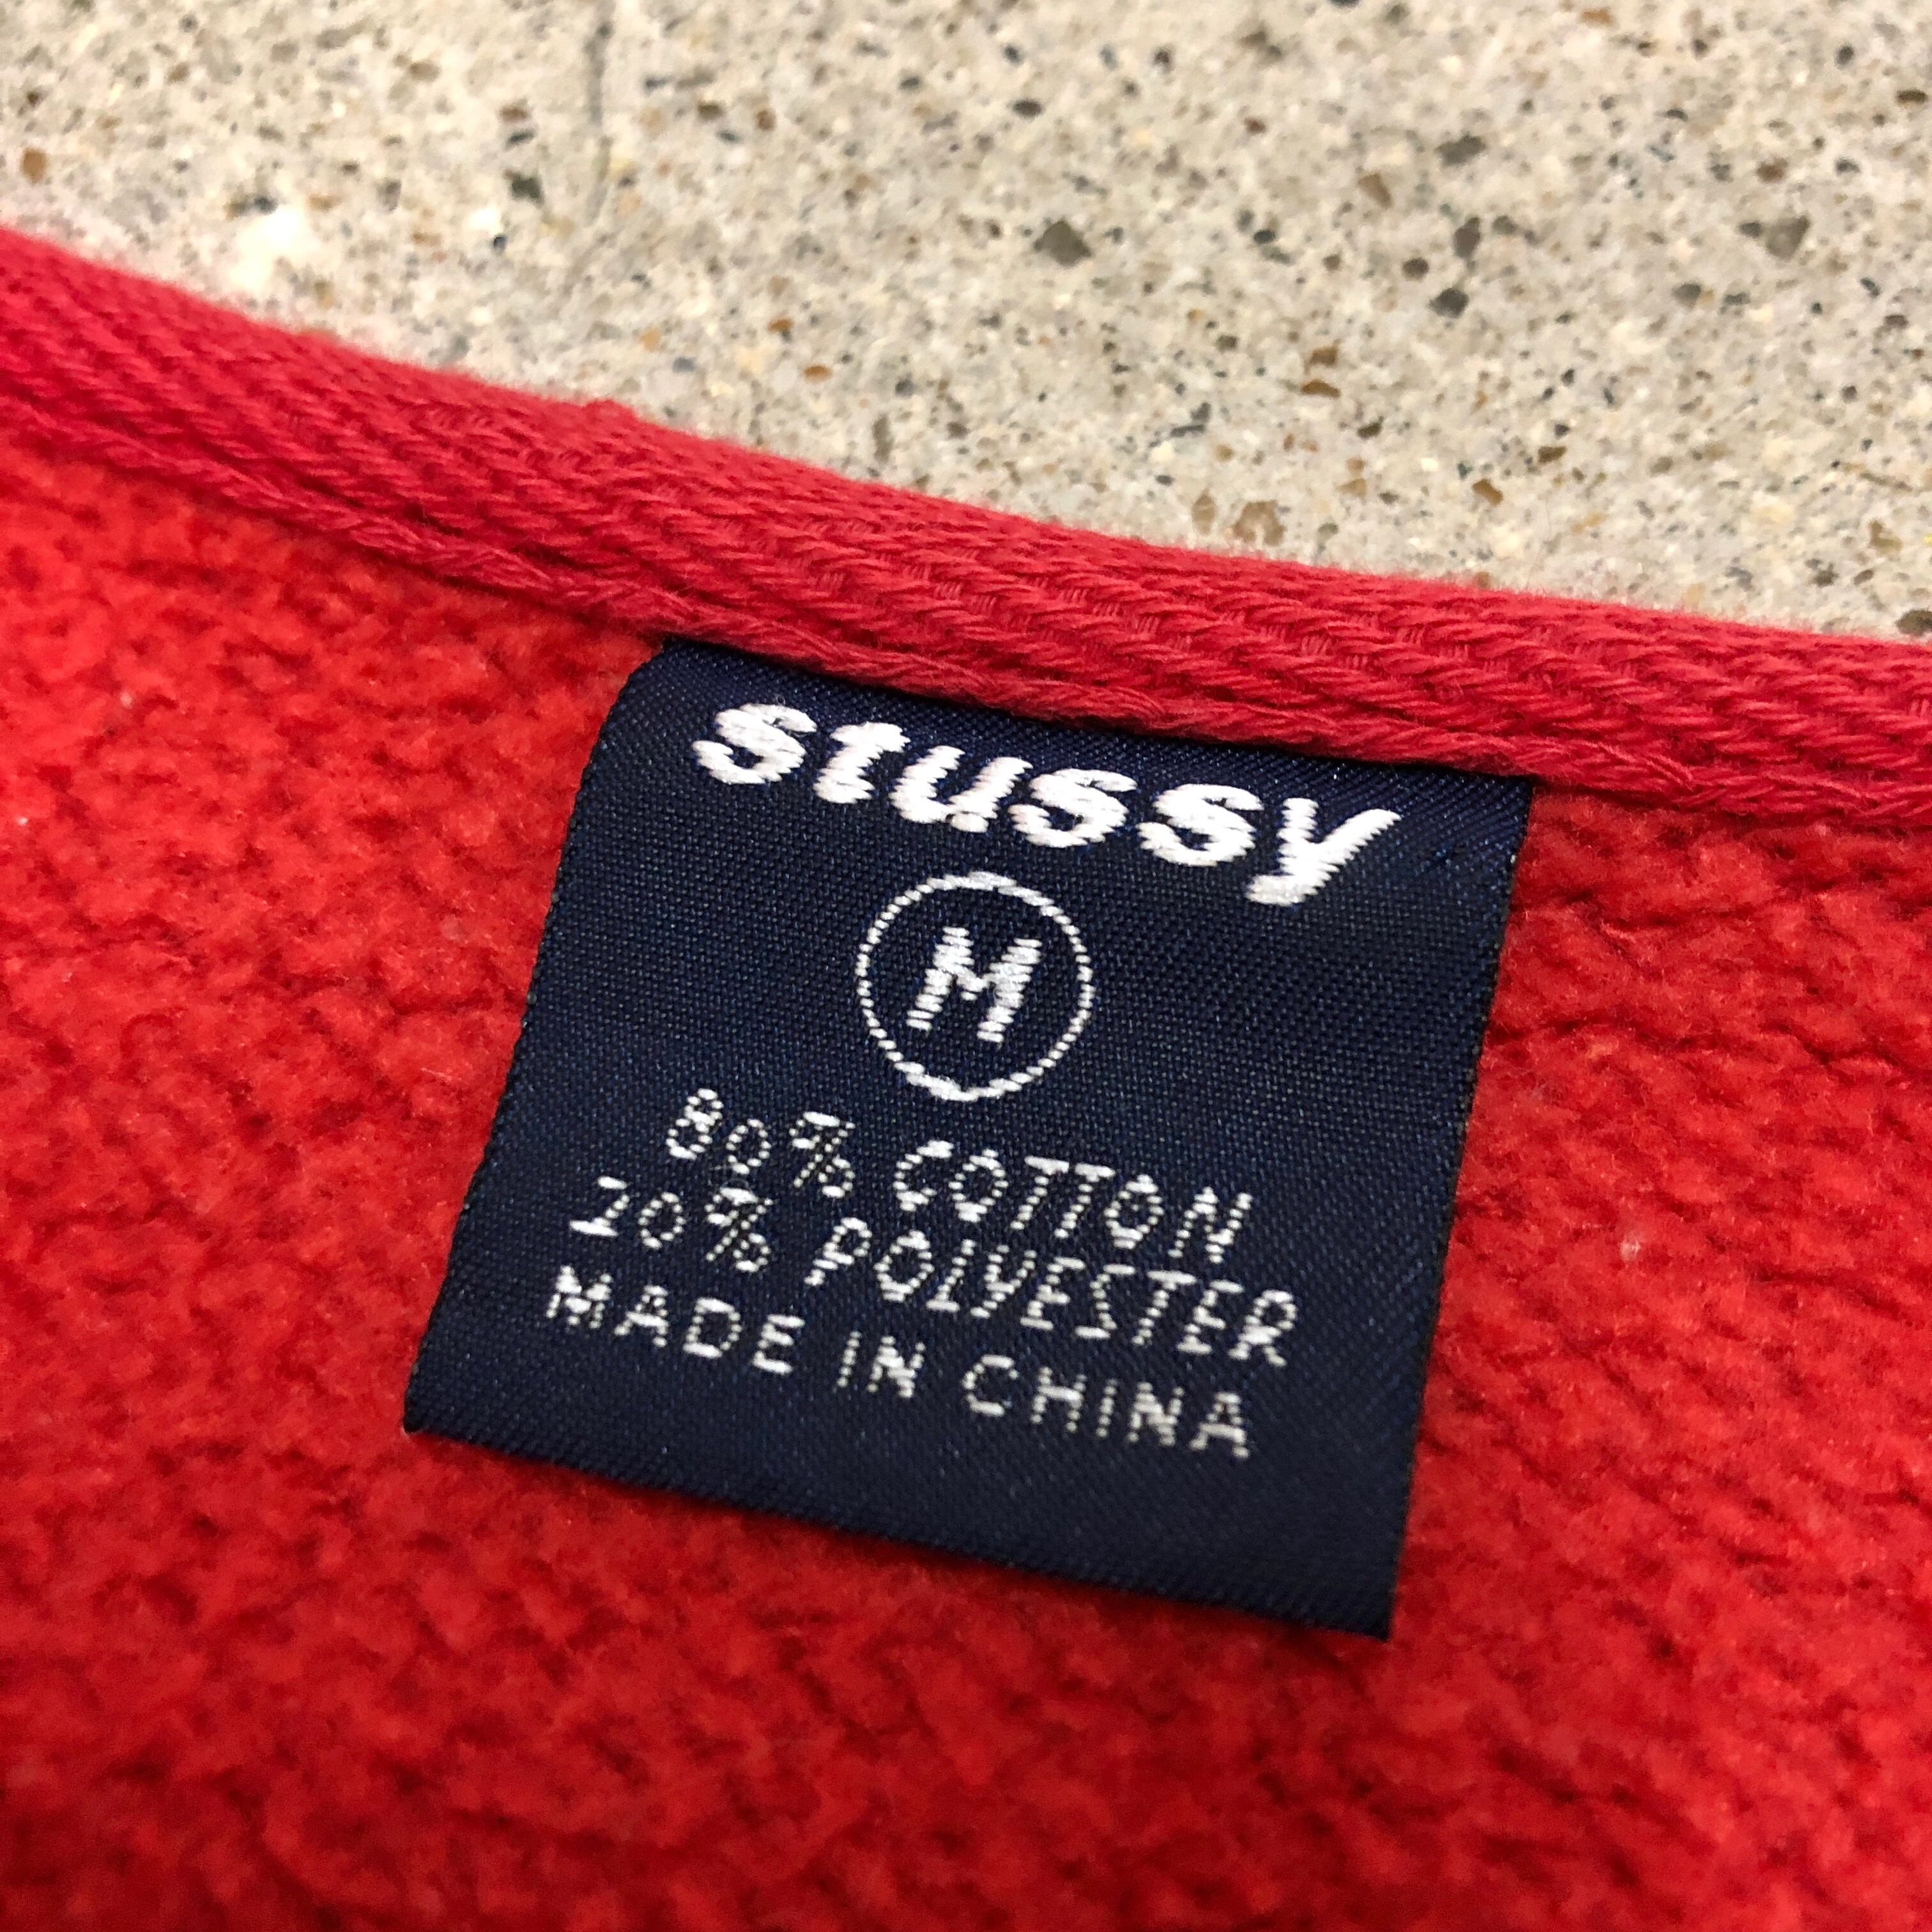 stussy
M
80% COTTON
20% POLYESTER
MADE IN CHINA